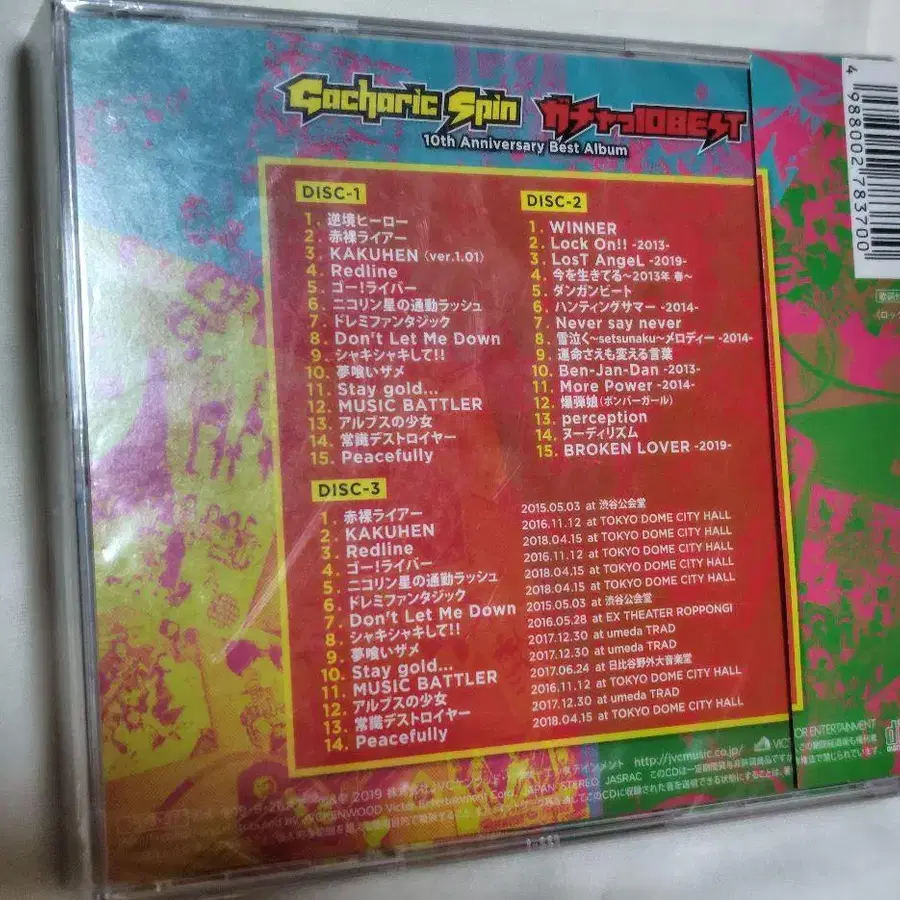 Gacharic Spin ガチャっ10BEST
10th Anniversary Best Album
DISC-1
1. 逆境ヒーロー
2. 赤裸ライアー
3. KAKUHEN (ver.1.01)
4. Redline
5. ゴー!ライバー
6. ニコリン星の通勤ラッシュ
7. ドレミファンタジック
8. Don't Let Me Down
9. シャキシャキして!!
10. 夢喰いザメ
11. Stay gold...
12. MUSIC BATTLER
13. アルブスの少女
14. 常識デストロイヤー
15. Peacefully
DISC-2
1. WINNER
2. Lock On!! -2013-
3. LosT AngeL -2019-
4. 今を生きてる～2013年 春～
5. ダンガンビート
6. ハンティングサマー -2014-
7. Never say never
8. 雪泣く～setsunaku～メロディー -2014-
9. 運命さえも変える言葉
10. Ben-Jan-Dan -2013-
11. More Power -2014-
12. 爆弾娘(ボンバーガール)
13. perception
14. ヌーディリズム
15. BROKEN LOVER -2019-
DISC-3
1. 赤裸ライアー
2. KAKUHEN
3. Redline
4. ゴー!ライバー
5. ニコリン星の通勤ラッシュ
6. ドレミファンタジック
7. Don't Let Me Down
8. シャキシャキして!!
9. 夢喰いザメ
10. Stay gold...
11. MUSIC BATTLER
12. アルブスの少女
13. 常識デストロイヤー
14. Peacefully
2015.05.03 at 渋谷公会堂
2016.11.12 at TOKYO DOME CITY HALL
2018.04.15 at TOKYO DOME CITY HALL
2016.11.12 at TOKYO DOME CITY HALL
2018.04.15 at TOKYO DOME CITY HALL
2018.04.15 at TOKYO DOME CITY HALL
2015.05.03 at 渋谷公会堂
2016.05.28 at EX THEATER ROPPONGI
2017.12.30 at umeda TRAD
2017.12.30 at umeda TRAD
2017.06.24 at 日比谷野外大音楽堂
2016.11.12 at TOKYO DOME CITY HALL
2017.12.30 at umeda TRAD
2018.04.15 at TOKYO DOME CITY HALL
4 988002 783700
http://jvcmusic.co.jp/
JAPAN STEREO JASRAC